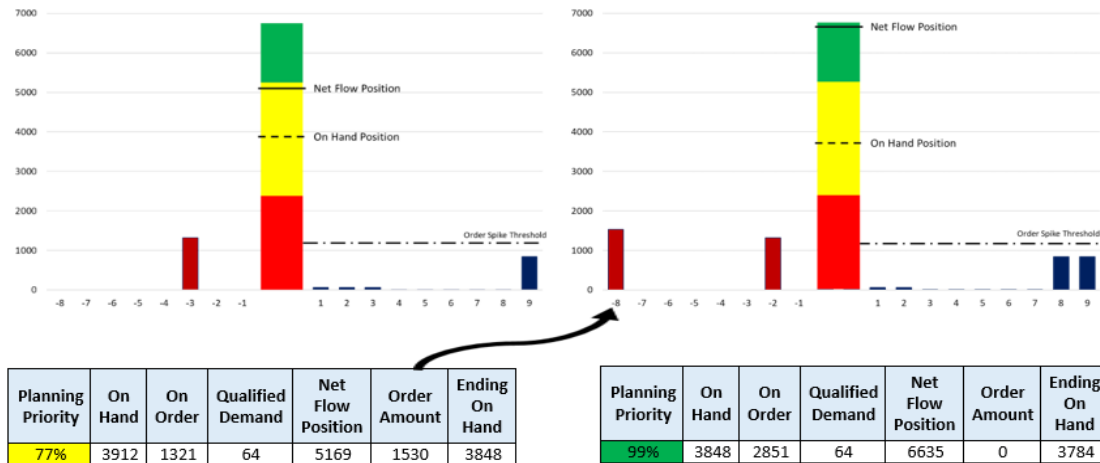 7000
6000
5000
4000
3000
2000
1000
0
Net Flow Position
On Hand Position
Order Spike Threshold
-8 -7 -6 -5 -4 -3 -2 -1 1 2 3 4 5 6 7 8 9
7000
6000
5000
4000
3000
2000
1000
0
Net Flow Position
On Hand Position
Order Spike Threshold
-8 -7 -6 -5 -4 -3 -2 -1 1 2 3 4 5 6 7 8 9
Planning Priority On Hand On Order Qualified Demand Net Flow Position Order Amount Ending On Hand
77% 3912 1321 64 5169 1530 3848
Planning Priority On Hand On Order Qualified Demand Net Flow Position Order Amount Ending On Hand
99% 3848 2851 64 6635 0 3784